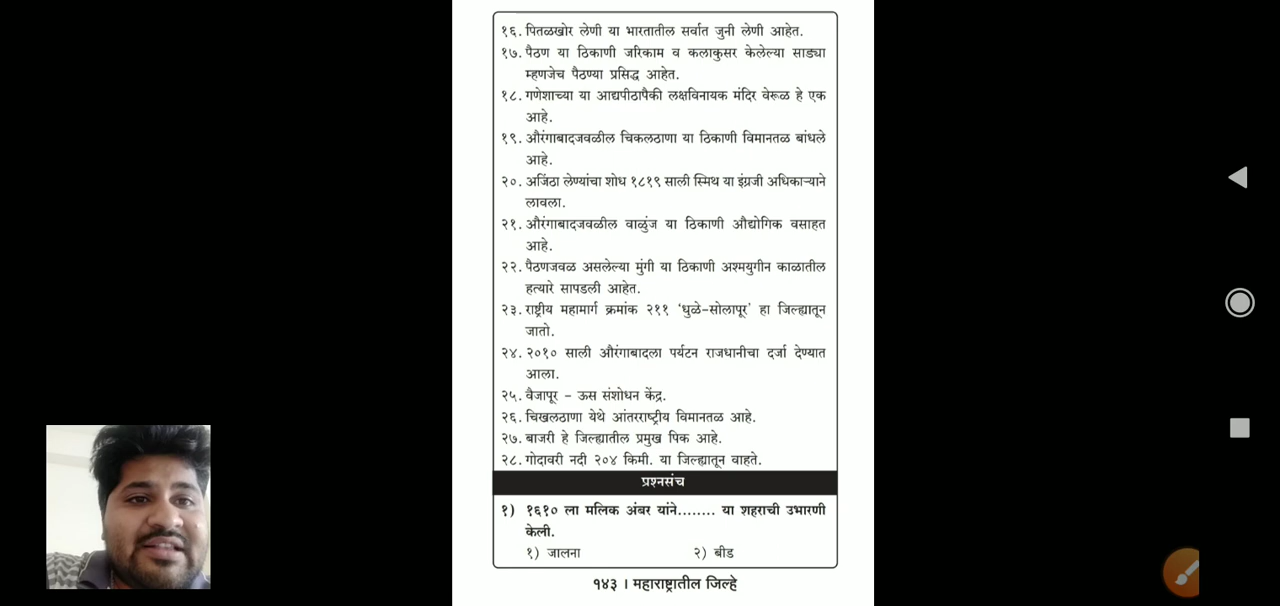 १६. पितळखोर लेणी या भारतातील सर्वात जुनी लेणी आहेत.
१७. पैठण या ठिकाणी जरिकाम व कलाकुसर केलेल्या साड्या
म्हणजेच पैठण्या प्रसिद्ध आहेत.
१८. गणेशाच्या या आद्यपीठापैकी लक्षविनायक मंदिर वेरूळ हे एक
आहे.
१९. औरंगाबादजवळील चिकलठाणा या ठिकाणी विमानतळ बांधले
आहे.
२०. अजिंठा लेण्यांचा शोध १८१९ साली स्मिथ या इंग्रजी अधिकाऱ्याने
लावला.
२१. औरंगाबादजवळील वाळुंज या ठिकाणी औद्योगिक वसाहत
आहे.
२२. पैठणजवळ असलेल्या मुंगी या ठिकाणी अश्मयुगीन काळातील
हत्यारे सापडली आहेत.
२३. राष्ट्रीय महामार्ग क्रमांक २११ ‘धुळे-सोलापूर’ हा जिल्ह्यातून
जातो.
२४. २०१० साली औरंगाबादला पर्यटन राजधानीचा दर्जा देण्यात
आला.
२५. वैजापूर - ऊस संशोधन केंद्र.
२६. चिखलठाणा येथे आंतरराष्ट्रीय विमानतळ आहे.
२७. बाजरी हे जिल्ह्यातील प्रमुख पिक आहे.
२८. गोदावरी नदी २०४ किमी. या जिल्ह्यातून वाहते.
प्रश्नसंच
१) १६१० ला मलिक अंबर यांने........ या शहराची उभारणी
केली.
१) जालना २) बीड
१४३ । महाराष्ट्रातील जिल्हे